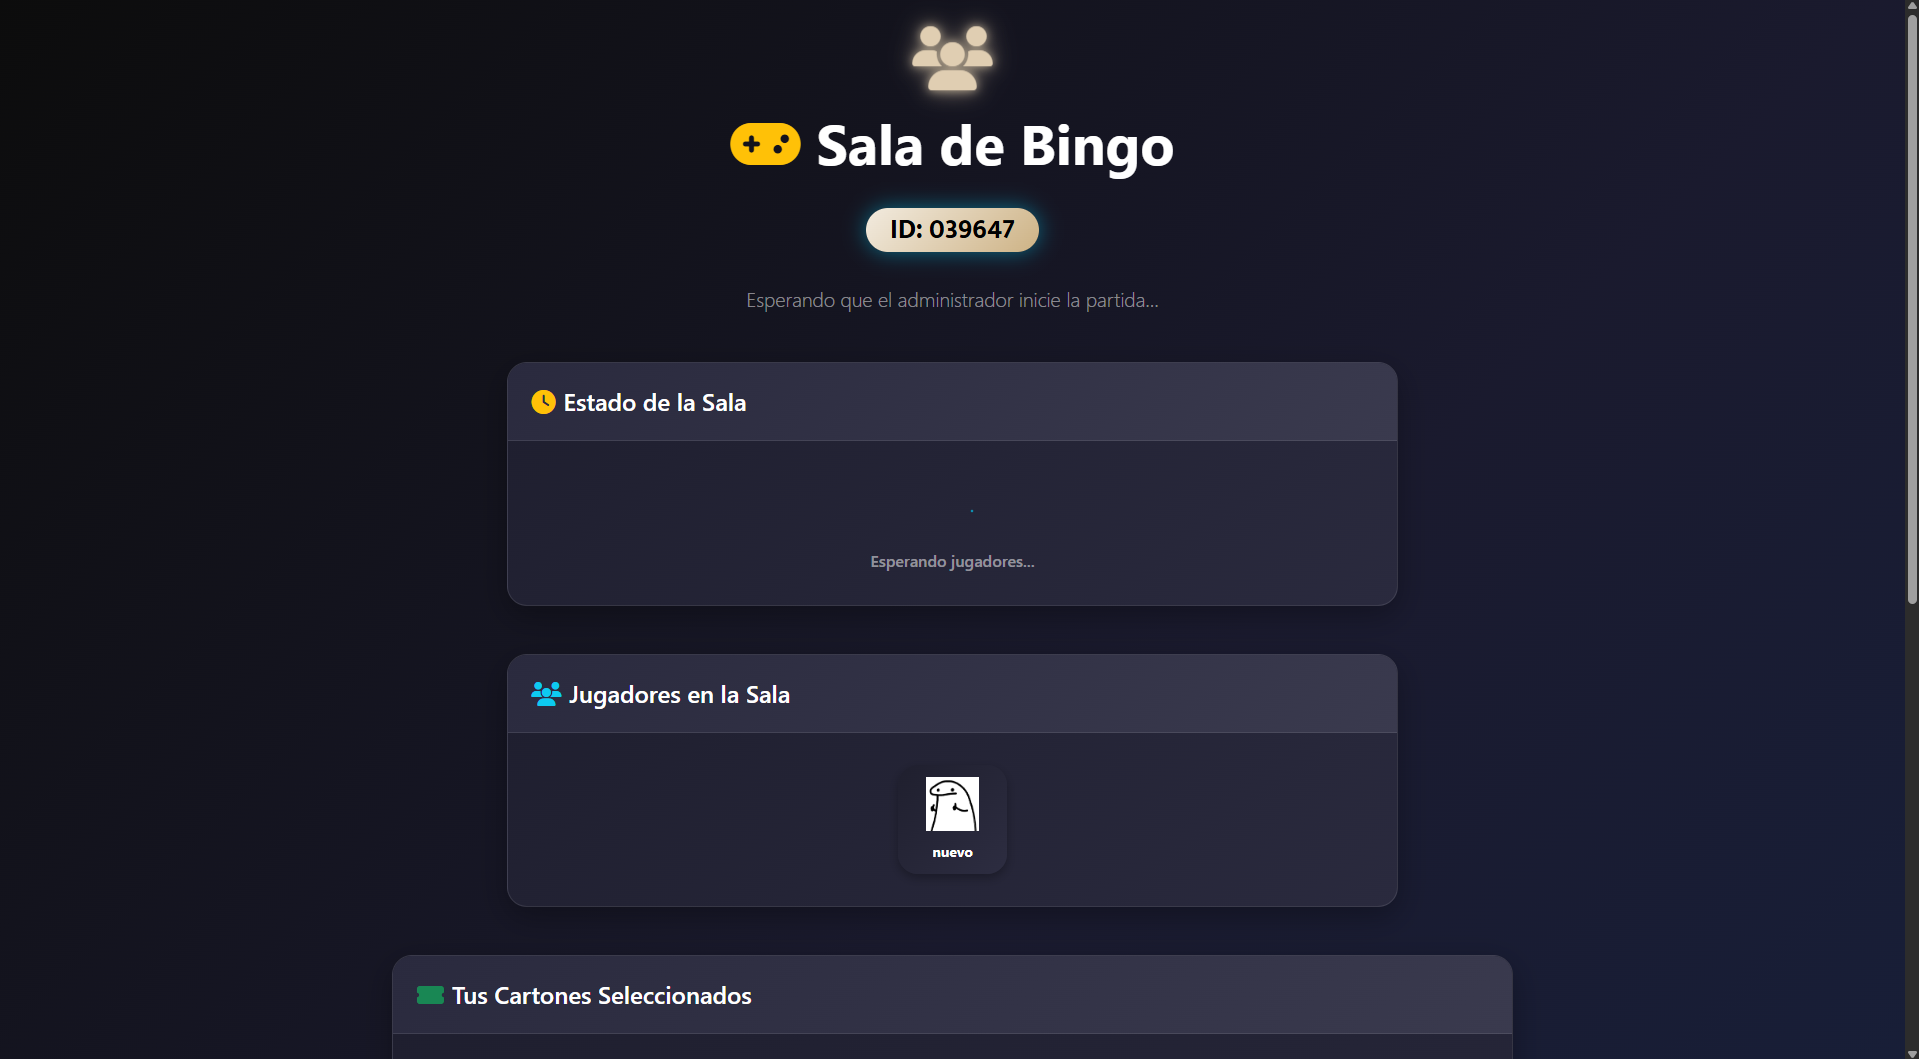 Sala de Bingo
ID: 039647
Esperando que el administrador inicie la partida...
Estado de la Sala
Esperando jugadores...
Jugadores en la Sala
nuevo
Tus Cartones Seleccionados